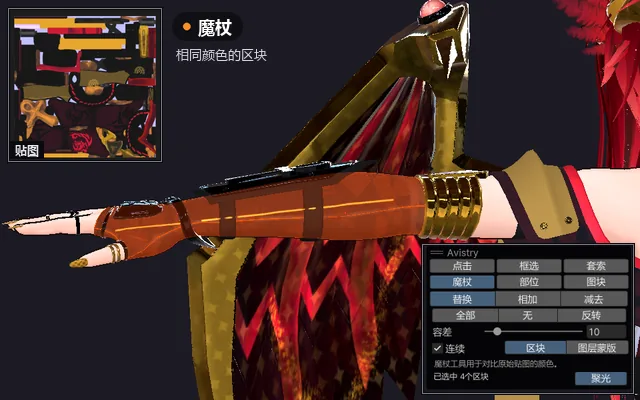 魔杖
相同颜色的区块
贴图
Avistry
点击 框选 套索
魔杖 部位 图块
替换 相加 减去
全部 无 反转
容差 10
连续 区块 图层蒙版
魔杖工具用于对比原始贴图的颜色。
已选中 4个区块
聚光